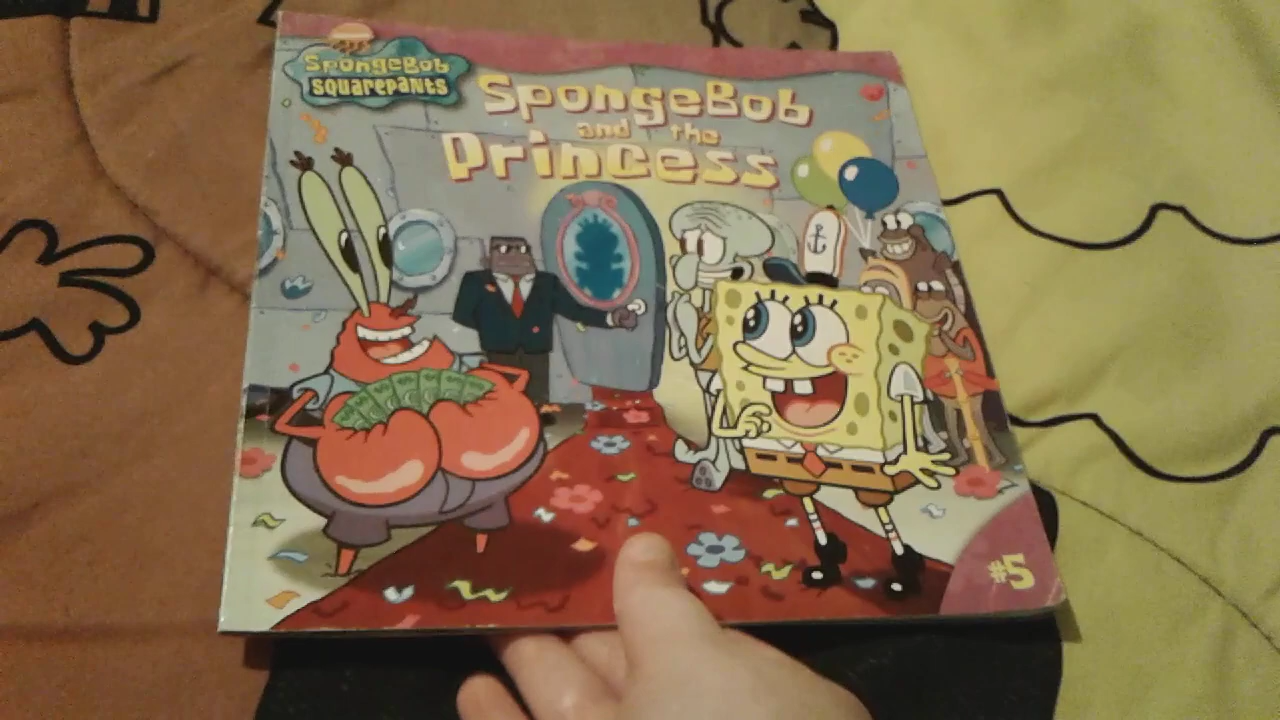 SpongeBob
SQUAREPANTS
SpongeBob
and the
Princess
#5